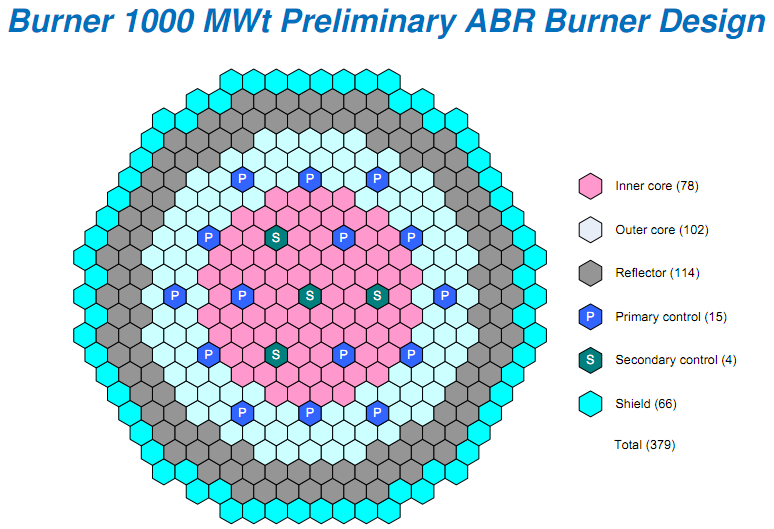 Burner 1000 MWt Preliminary ABR Burner Design
P P P
P S P P
P P S S P
P S P P
P P P
Inner core (78)
Outer core (102)
Reflector (114)
P Primary control (15)
S Secondary control (4)
Shield (66)
Total (379)